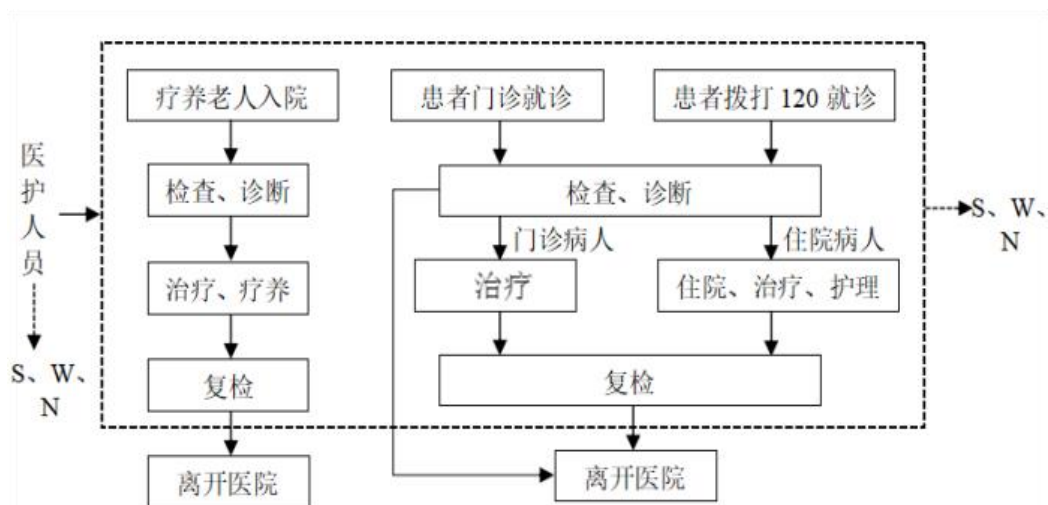 疗养老人入院
患者门诊就诊
患者拨打 120 就诊
医护人员
检查、诊断
检查、诊断
S、W、
N
门诊病人
住院病人
治疗、疗养
治疗
住院、治疗、护理
S、W、
N
复检
复检
离开医院
离开医院